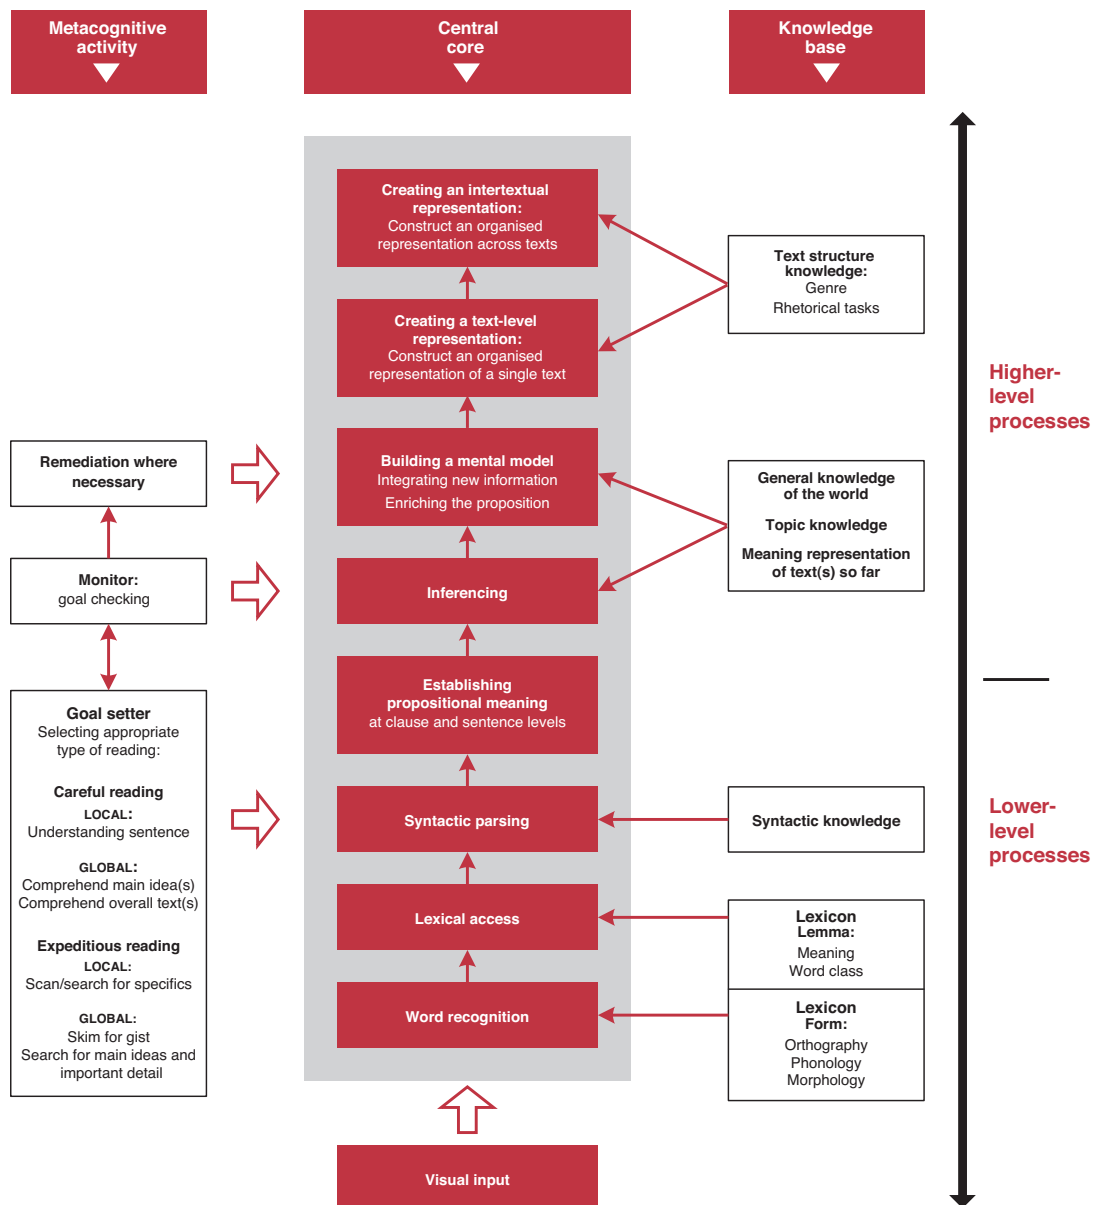 Metacognitive
activity
Central
core
Knowledge
base
Creating an intertextual
representation:
Construct an organised
representation across texts
Creating a text-level
representation:
Construct an organised
representation of a single text
Building a mental model
Integrating new information
Enriching the proposition
Inferencing
Establishing
propositional meaning
at clause and sentence levels
Syntactic parsing
Lexical access
Word recognition
Visual input
Remediation where
necessary
Monitor:
goal checking
Goal setter
Selecting appropriate
type of reading:
Careful reading
LOCAL:
Understanding sentence
GLOBAL:
Comprehend main idea(s)
Comprehend overall text(s)
Expeditious reading
LOCAL:
Scan/search for specifics
GLOBAL:
Skim for gist
Search for main ideas and
important detail
Text structure
knowledge:
Genre
Rhetorical tasks
General knowledge
of the world
Topic knowledge
Meaning representation
of text(s) so far
Syntactic knowledge
Lexicon
Lemma:
Meaning
Word class
Lexicon
Form:
Orthography
Phonology
Morphology
Higher-
level
processes
Lower-
level
processes